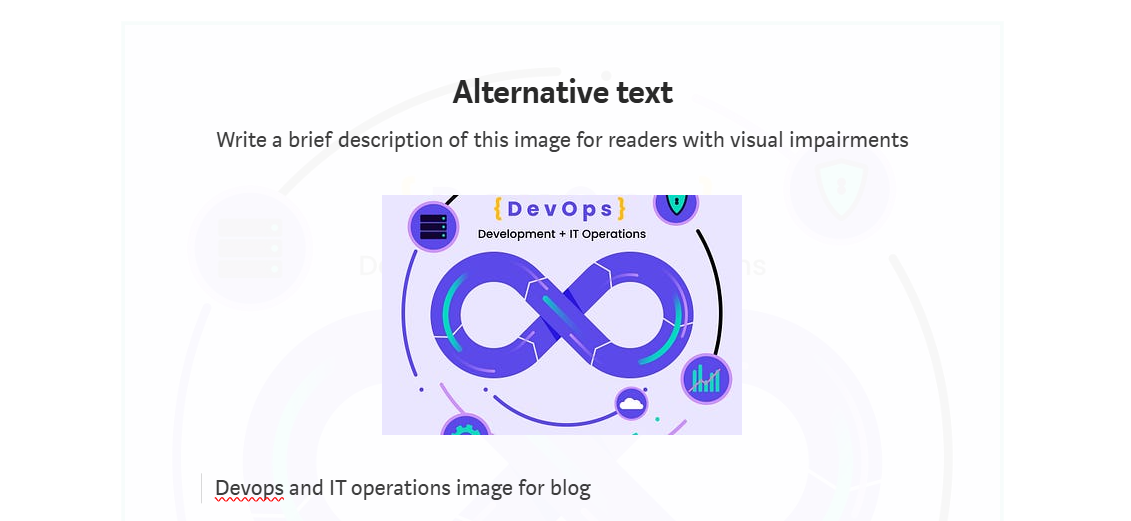 Alternative text
Write a brief description of this image for readers with visual impairments
{DevOps}
Development + IT Operations
Devops and IT operations image for blog